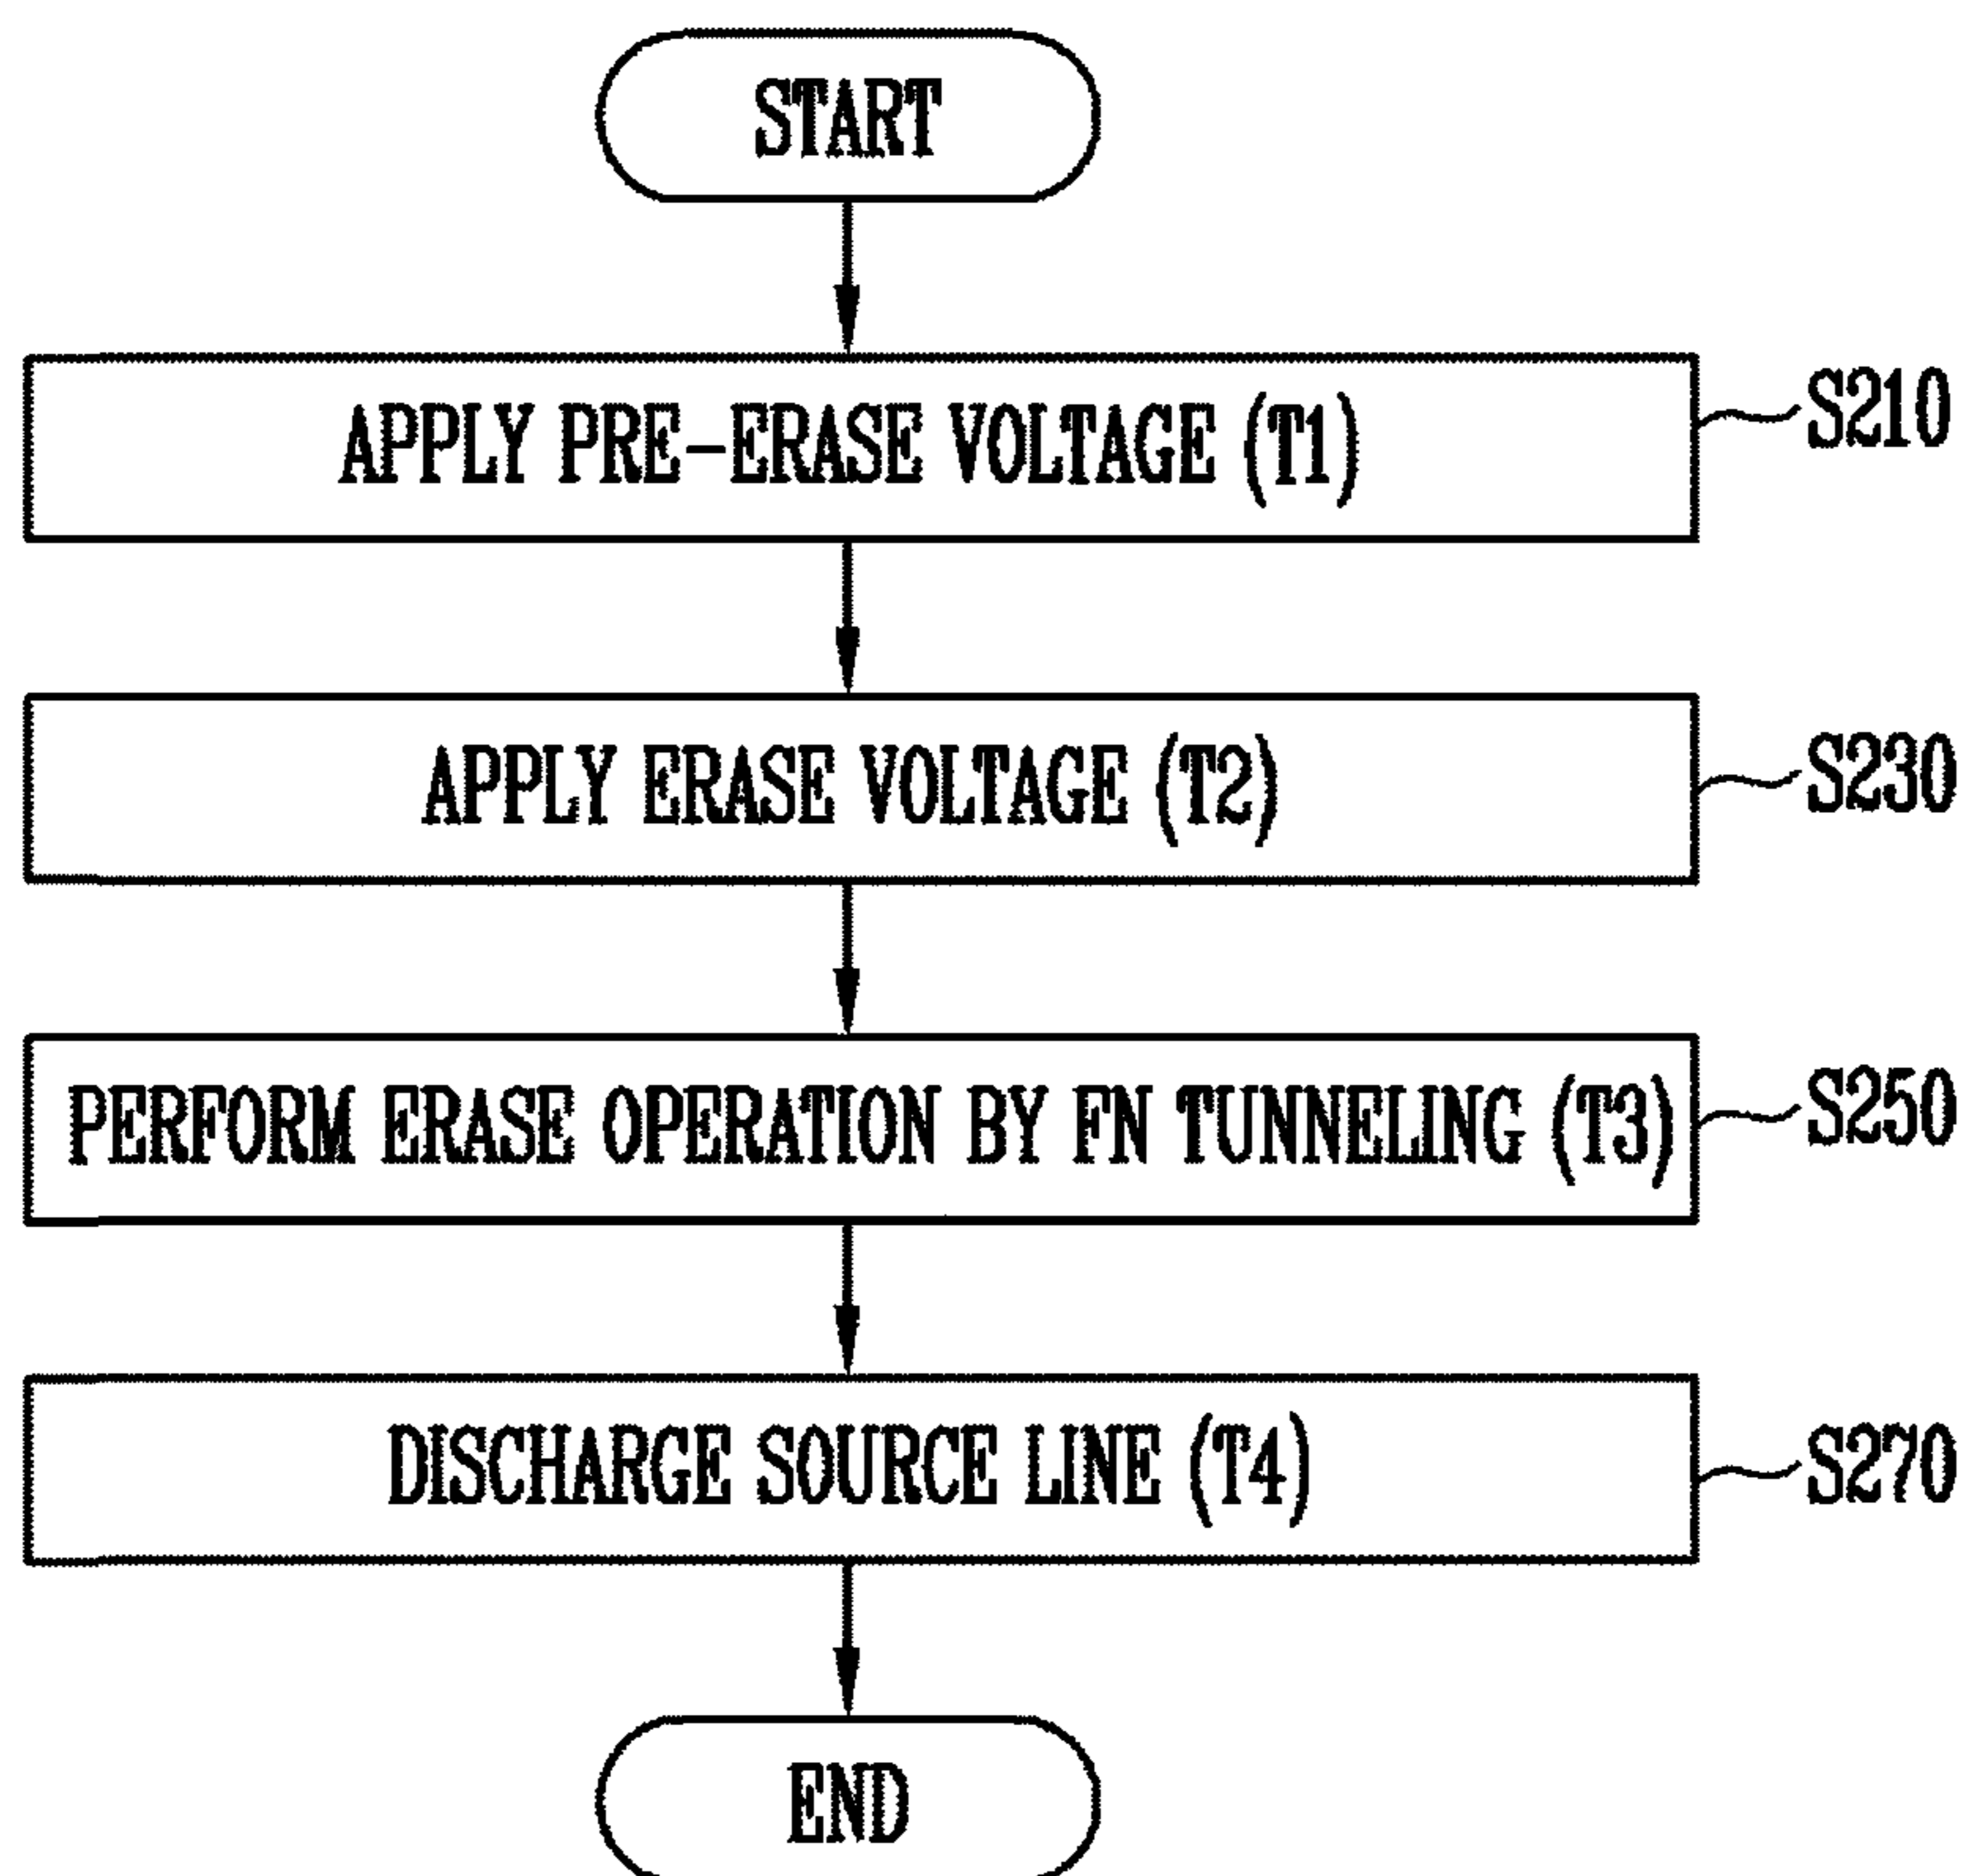 START
APPLY PRE-ERASE VOLTAGE (T1)
S210
APPLY ERASE VOLTAGE (T2)
S230
PERFORM ERASE OPERATION BY FN TUNNELING (T3)
S250
DISCHARGE SOURCE LINE (T4)
S270
END